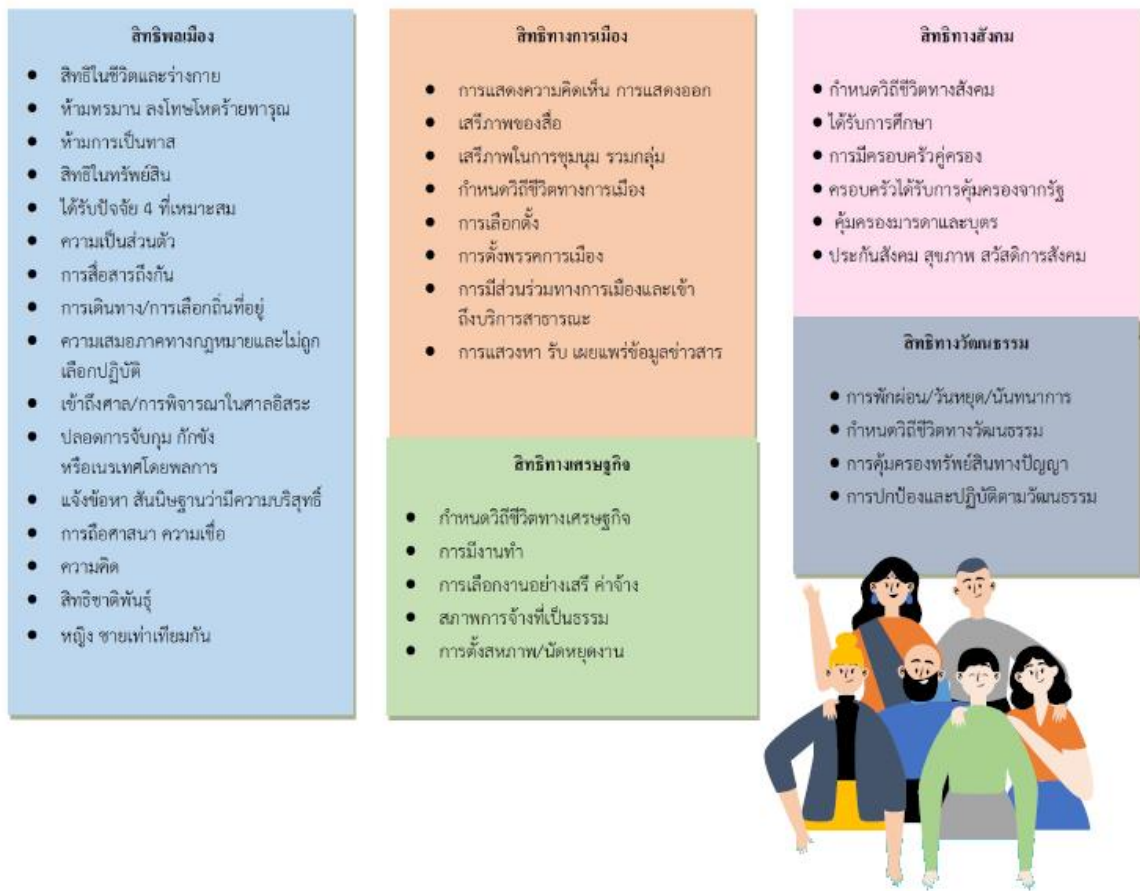 สิทธิพลเมือง
● สิทธิในชีวิตและร่างกาย
● ห้ามทรมาน ลงโทษโหดร้ายทารุณ
● ห้ามการเป็นทาส
● สิทธิในทรัพย์สิน
● ได้รับปัจจัย 4 ที่เหมาะสม
● ความเป็นส่วนตัว
● การสื่อสารถึงกัน
● การเดินทาง/การเลือกถิ่นที่อยู่
● ความเสมอภาคทางกฎหมายและไม่ถูก
เลือกปฏิบัติ
● เข้าถึงศาล/การพิจารณาในศาลอิสระ
● ปลอดการจับกุม กักขัง
หรือเนรเทศโดยพลการ
● แจ้งข้อหา สันนิษฐานว่ามีความบริสุทธิ์
● การถือศาสนา ความเชื่อ
● ความคิด
● สิทธิชาติพันธุ์
● หญิง ชายเท่าเทียมกัน
สิทธิทางการเมือง
● การแสดงความคิดเห็น การแสดงออก
● เสรีภาพของสื่อ
● เสรีภาพในการชุมนุม รวมกลุ่ม
● กำหนดวิถีชีวิตทางการเมือง
● การเลือกตั้ง
● การตั้งพรรคการเมือง
● การมีส่วนร่วมทางการเมืองและเข้า
ถึงบริการสาธารณะ
● การแสวงหา รับ เผยแพร่ข้อมูลข่าวสาร
สิทธิทางเศรษฐกิจ
● กำหนดวิถีชีวิตทางเศรษฐกิจ
● การมีงานทำ
● การเลือกงานอย่างเสรี ค่าจ้าง
● สภาพการจ้างที่เป็นธรรม
● การตั้งสหภาพ/นัดหยุดงาน
สิทธิทางสังคม
● กำหนดวิถีชีวิตทางสังคม
● ได้รับการศึกษา
● การมีครอบครัวคู่ครอง
● ครอบครัวได้รับการคุ้มครองจากรัฐ
● คุ้มครองมารดาและบุตร
● ประกันสังคม สุขภาพ สวัสดิการสังคม
สิทธิทางวัฒนธรรม
● การพักผ่อน/วันหยุด/นันทนาการ
● กำหนดวิถีชีวิตทางวัฒนธรรม
● การคุ้มครองทรัพย์สินทางปัญญา
● การปกป้องและปฏิบัติตามวัฒนธรรม